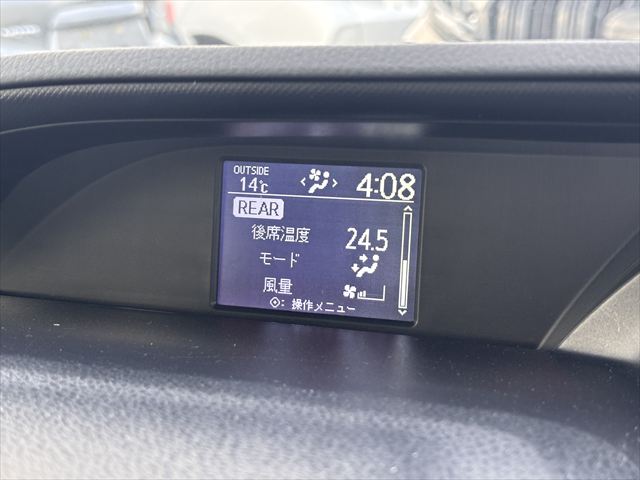 OUTSIDE
14℃
4:08
REAR
後席温度 24.5
モード
風量
: 操作メニュー